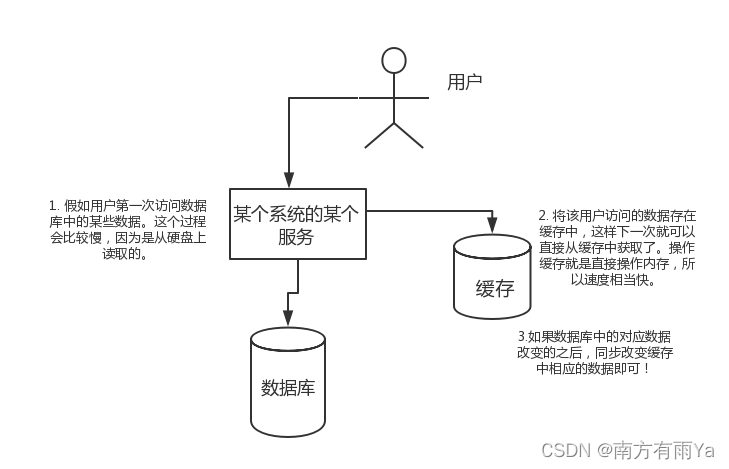 用户
1. 假如用户第一次访问数据
库中的某些数据。这个过程
会比较慢，因为是从硬盘上
读取的。
某个系统的某个
服务
2. 将该用户访问的数据存在
缓存中，这样下一次就可以
直接从缓存中获取了。操作
缓存就是直接操作内存，所
以速度相当快。
缓存
3.如果数据库中的对应数据
改变的之后，同步改变缓存
中相应的数据即可！
数据库
CSDN @南方有雨Ya